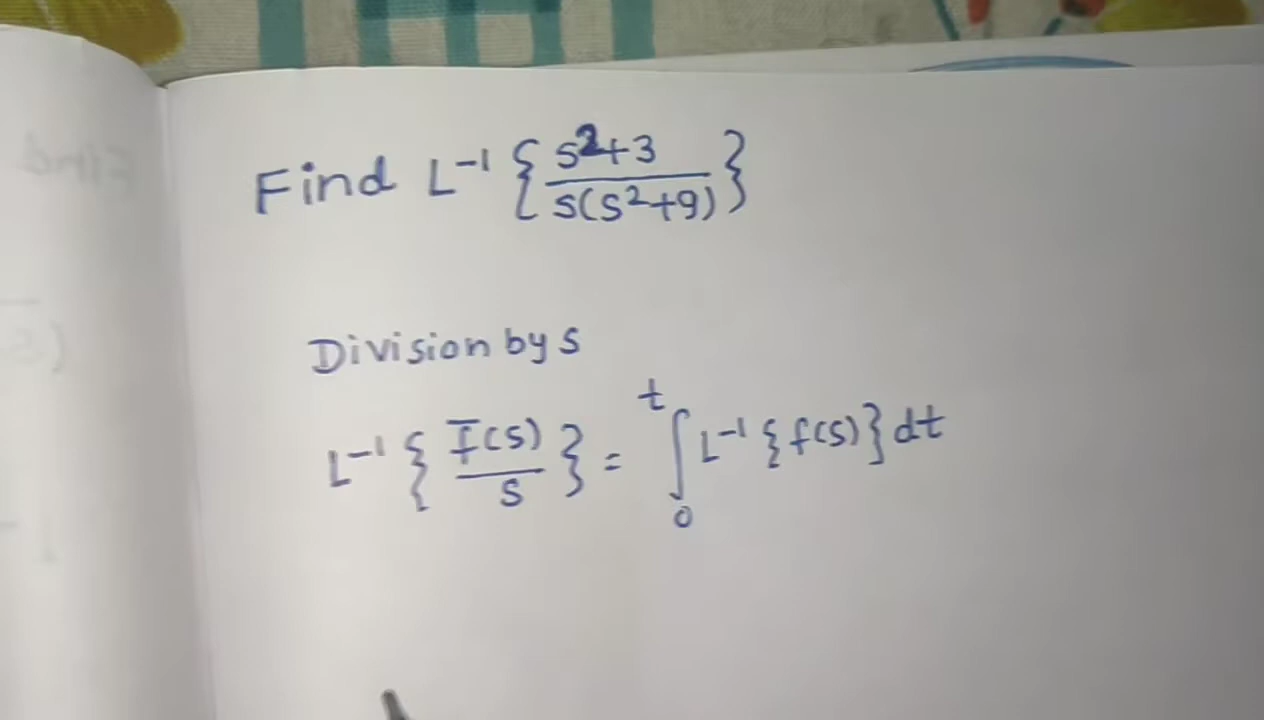 Find L⁻¹ { s²+3 / s(s²+9) }
Division by s
L⁻¹ { f̄(s) / s } = ∫₀ᵗ L⁻¹ { f(s) } dt